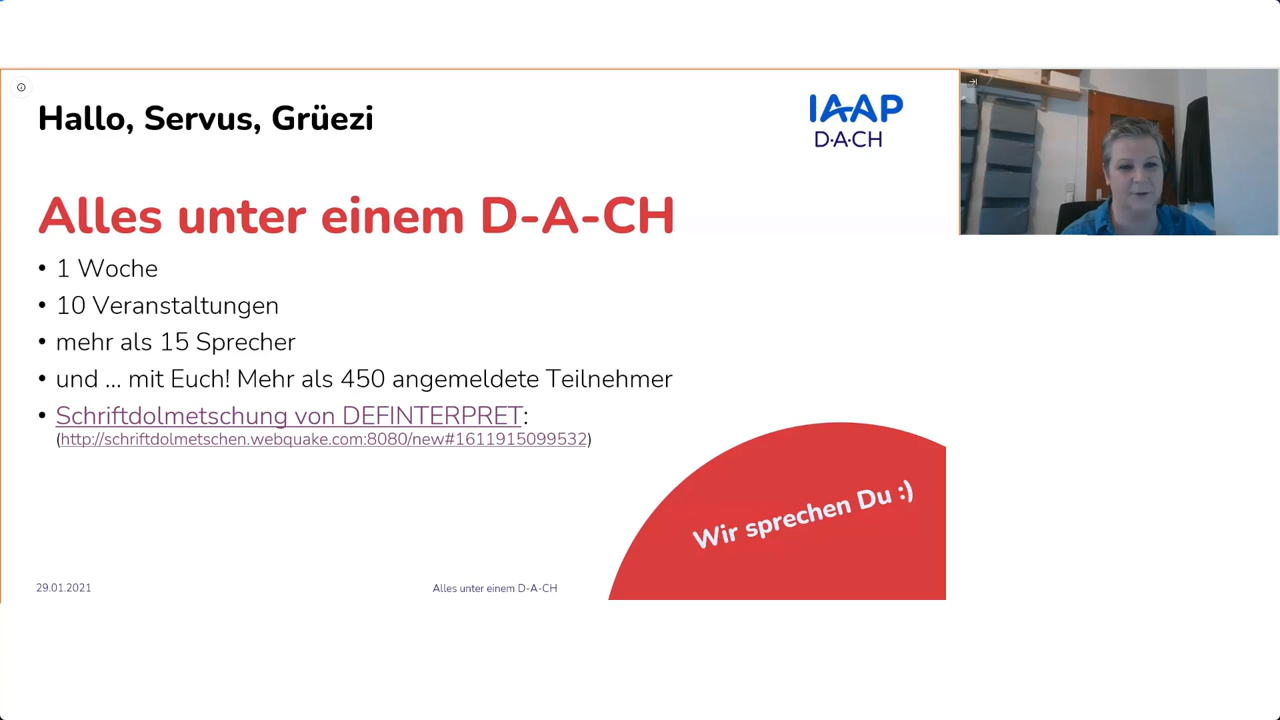 Hallo, Servus, Grüezi
IAAP
D·A·CH
Alles unter einem D-A-CH
• 1 Woche
• 10 Veranstaltungen
• mehr als 15 Sprecher
• und ... mit Euch! Mehr als 450 angemeldete Teilnehmer
• Schriftdolmetschung von DEFINTERPRET:
(http://schriftdolmetschen.webquake.com:8080/new#1611915099532)
Wir sprechen Du :)
29.01.2021
Alles unter einem D-A-CH